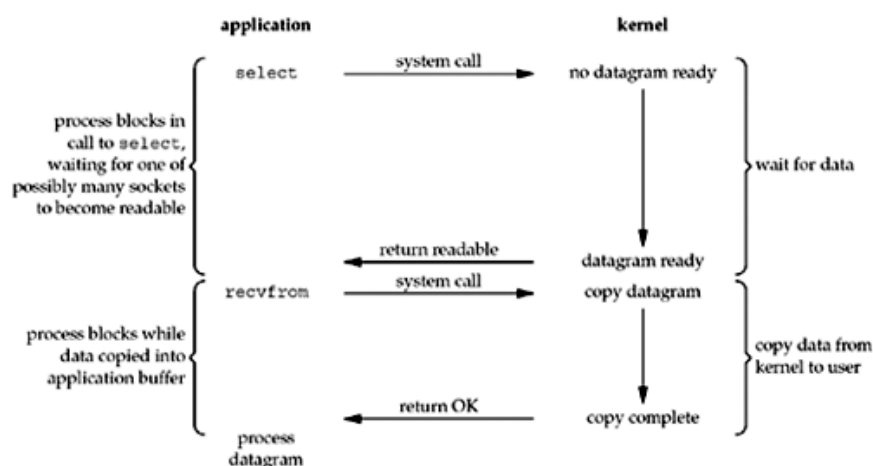 application
kernel
select
system call
no datagram ready
process blocks in
call to select,
waiting for one of
possibly many sockets
to become readable
wait for data
return readable
datagram ready
recvfrom
system call
copy datagram
process blocks while
data copied into
application buffer
copy data from
kernel to user
return OK
copy complete
process
datagram